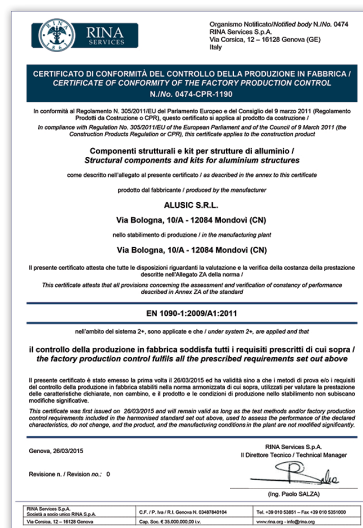 RINA
SERVICES
Organismo Notificato/Notified body N./No. 0474
RINA Services S.p.A.
Via Corsica, 12 – 16128 Genova (GE)
Italy
CERTIFICATO DI CONFORMITÀ DEL CONTROLLO DELLA PRODUZIONE IN FABBRICA /
CERTIFICATE OF CONFORMITY OF THE FACTORY PRODUCTION CONTROL
N./No. 0474-CPR-1190
In conformità al Regolamento N. 305/2011/EU del Parlamento Europeo e del Consiglio del 9 marzo 2011 (Regolamento
Prodotti da Costruzione o CPR), questo certificato si applica al prodotto da costruzione /
In compliance with Regulation No. 305/2011/EU of the European Parliament and of the Council of 9 March 2011 (the
Construction Products Regulation or CPR), this certificate applies to the construction product
Componenti strutturali e kit per strutture di alluminio /
Structural components and kits for aluminium structures
come descritto nell'allegato al presente certificato / as described in the annex to this certificate
prodotto dal fabbricante / produced by the manufacturer
ALUSIC S.R.L.
Via Bologna, 10/A - 12084 Mondovì (CN)
nello stabilimento di produzione / in the manufacturing plant
Via Bologna, 10/A - 12084 Mondovì (CN)
Il presente certificato attesta che tutte le disposizioni riguardanti la valutazione e la verifica della costanza della prestazione
descritte nell'Allegato ZA della norma /
This certificate attests that all provisions concerning the assessment and verification of constancy of performance
described in Annex ZA of the standard
EN 1090-1:2009/A1:2011
nell'ambito del sistema 2+, sono applicate e che / under system 2+, are applied and that
il controllo della produzione in fabbrica soddisfa tutti i requisiti prescritti di cui sopra /
the factory production control fulfils all the prescribed requirements set out above
Il presente certificato è stato emesso la prima volta il 26/03/2015 ed ha validità sino a che i metodi di prova e/o i requisiti
del controllo della produzione in fabbrica stabiliti nella norma armonizzata di cui sopra, utilizzati per valutare la prestazione
delle caratteristiche dichiarate, non cambino, e il prodotto e le condizioni di produzione nello stabilimento non subiscano
modifiche significative.
This certificate was first issued on 26/03/2015 and will remain valid as long as the test methods and/or factory production
control requirements included in the harmonised standard set out above, used to assess the performance of the declared
characteristics, do not change, and the product, and the manufacturing conditions in the plant are not modified significantly.
Genova, 26/03/2015
RINA Services S.p.A.
Il Direttore Tecnico / Technical Manager
Revisione n. / Revision no.: 0
(Ing. Paolo SALZA)
RINA Services S.p.A.
Società a socio unico RINA S.p.A.
C.F. / P. Iva / R.I. Genova N. 03487840104
Tel. +39 010 53851 – Fax +39 010 5351000
Via Corsica, 12 – 16128 Genova
Cap. Soc. € 35.000.000,00 i.v.
www.rina.org - info@rina.org